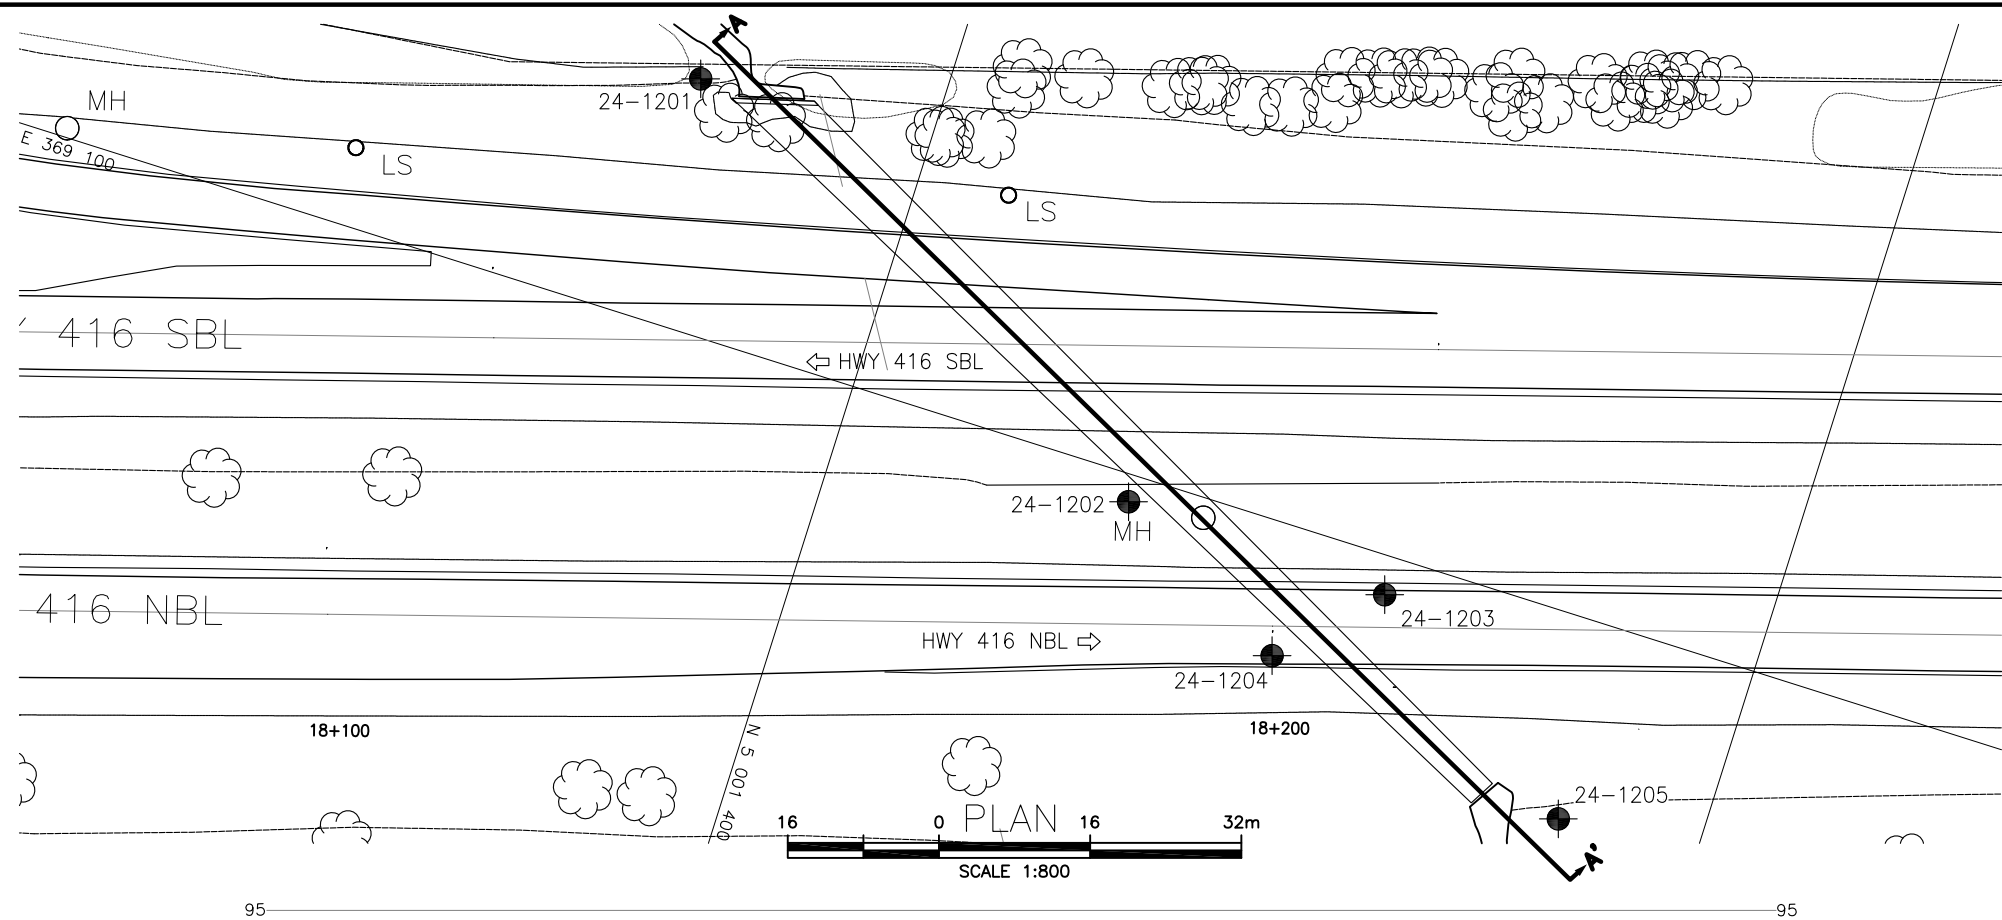 A
24-1201
MH
E 369 100
LS
LS
416 SBL
HWY 416 SBL
24-1202
MH
416 NBL
24-1203
HWY 416 NBL
24-1204
18+100
18+200
N 5 001 400
24-1205
PLAN
16 0 16 32m
SCALE 1:800
A'
95 95